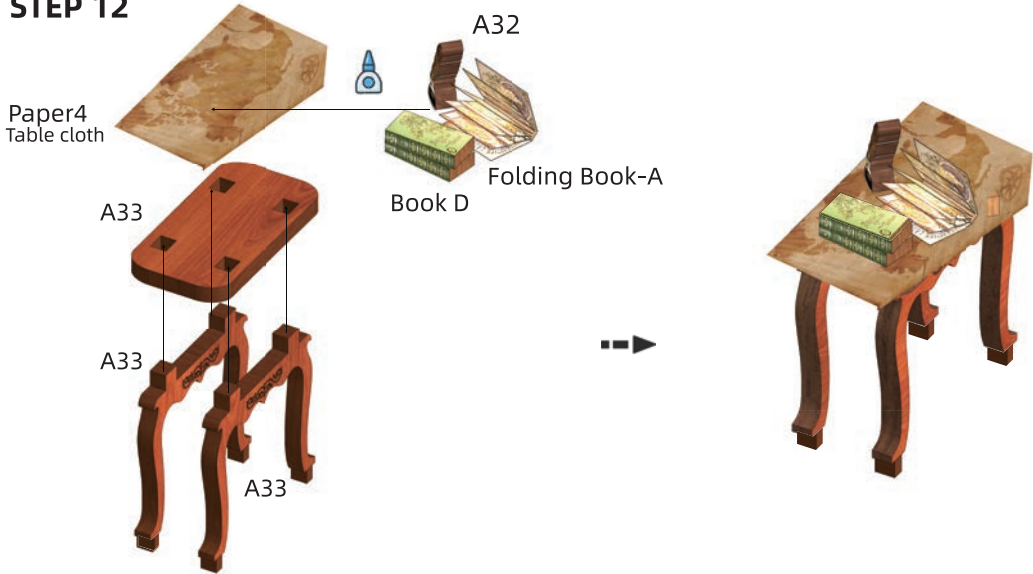 STEP 12
A32
Paper4
Table cloth
Folding Book-A
Book D
A33
A33
A33